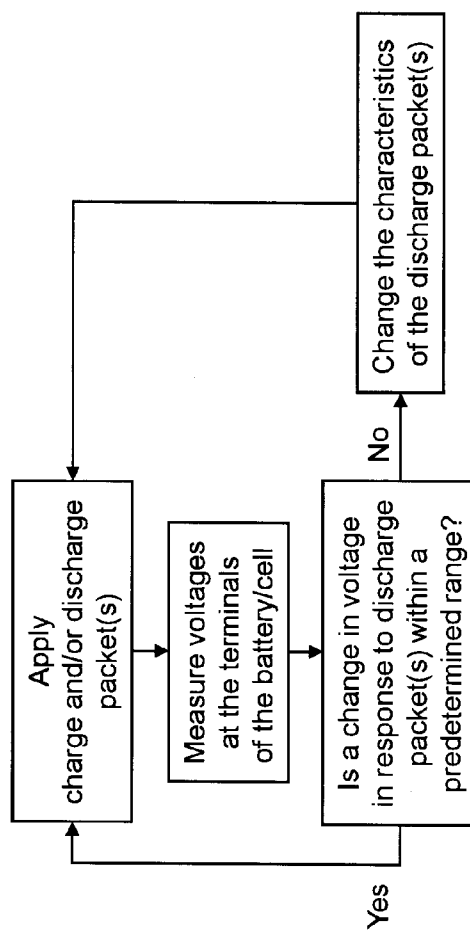 Apply
charge and/or discharge
packet(s)
Measure voltages
at the terminals
of the battery/cell
Is a change in voltage
in response to discharge
packet(s) within a
predetermined range?
Yes
No
Change the characteristics
of the discharge packet(s)